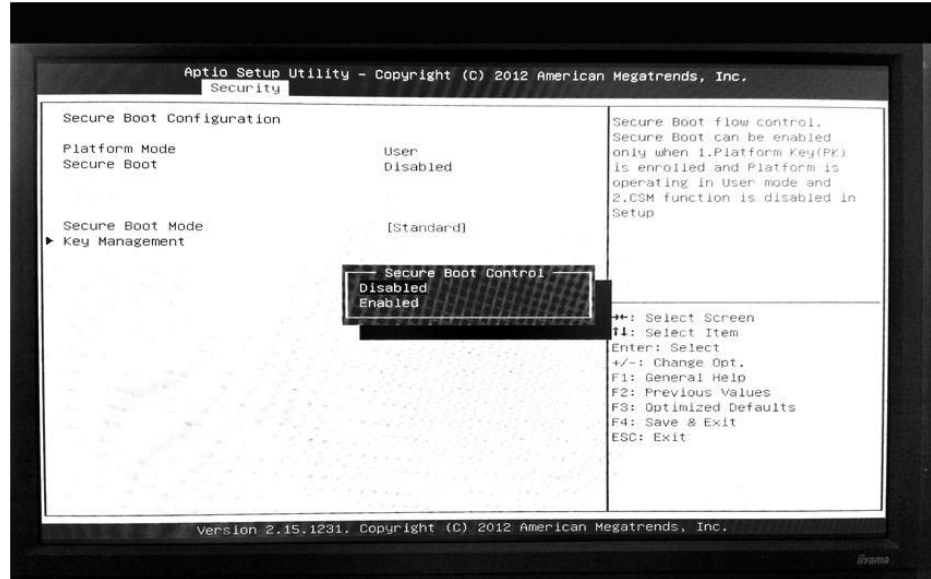 Aptio Setup Utility – Copyright (C) 2012 American Megatrends, Inc.
Security
Secure Boot Configuration
Platform Mode User
Secure Boot Disabled
Secure Boot Mode [Standard]
► Key Management
Secure Boot Control
Disabled
Enabled
Secure Boot flow control.
Secure Boot can be enabled
only when 1.Platform Key(PK)
is enrolled and Platform is
operating in User mode and
2.CSM function is disabled in
Setup
→←: Select Screen
↑↓: Select Item
Enter: Select
+/-: Change Opt.
F1: General Help
F2: Previous Values
F3: Optimized Defaults
F4: Save & Exit
ESC: Exit
Version 2.15.1231. Copyright (C) 2012 American Megatrends, Inc.
iiyama